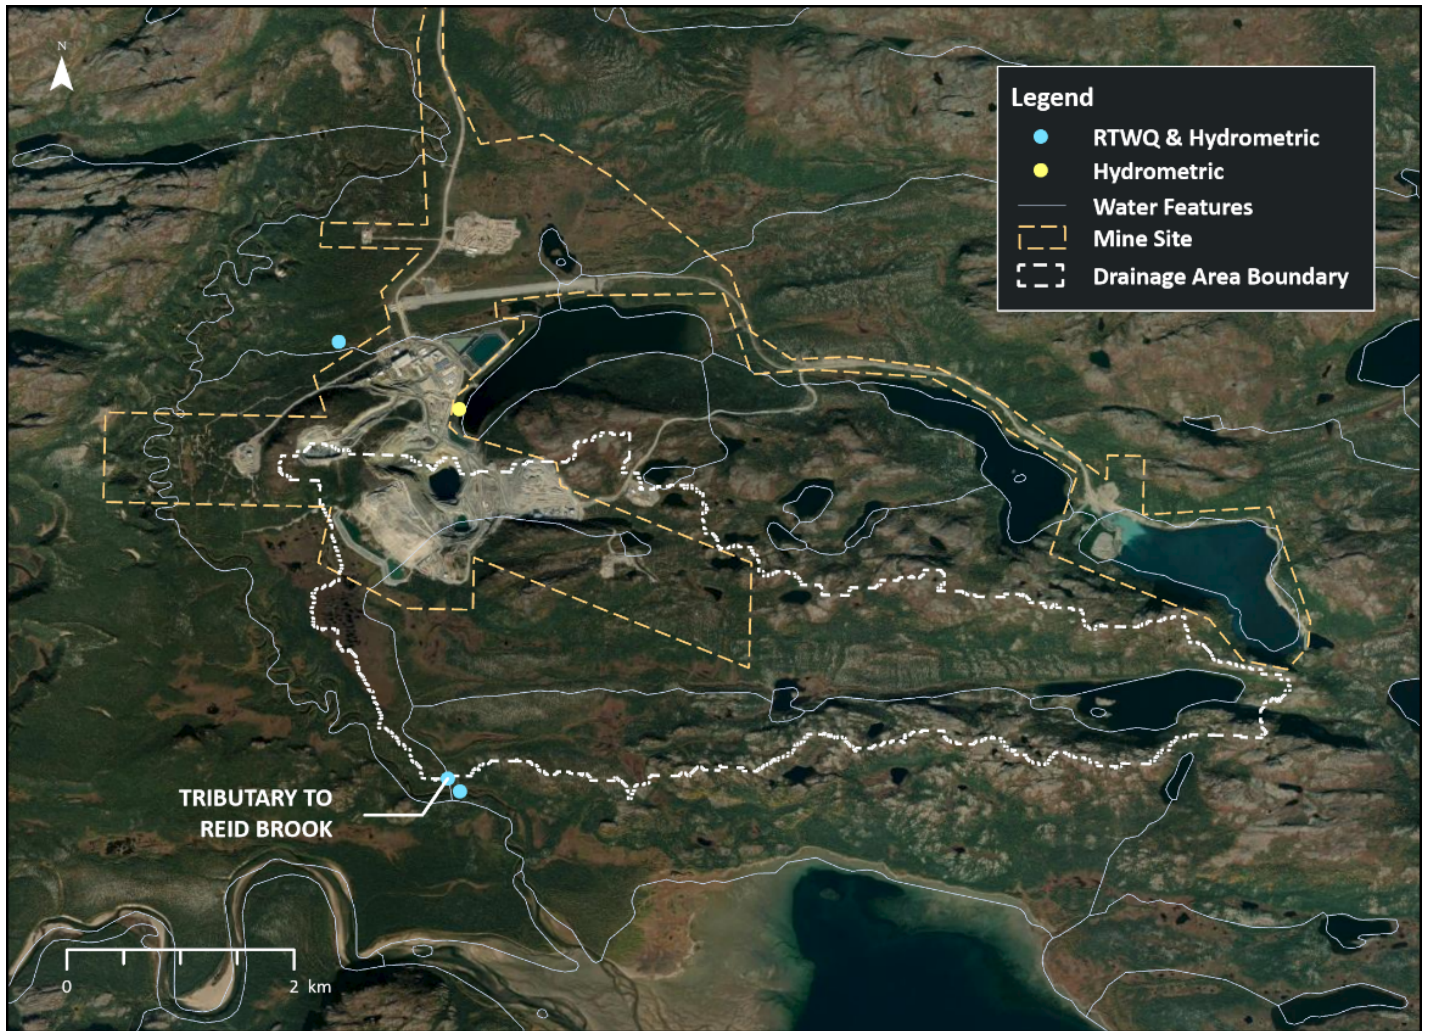 N
Legend
RTWQ & Hydrometric
Hydrometric
Water Features
Mine Site
Drainage Area Boundary
TRIBUTARY TO
REID BROOK
0 2 km